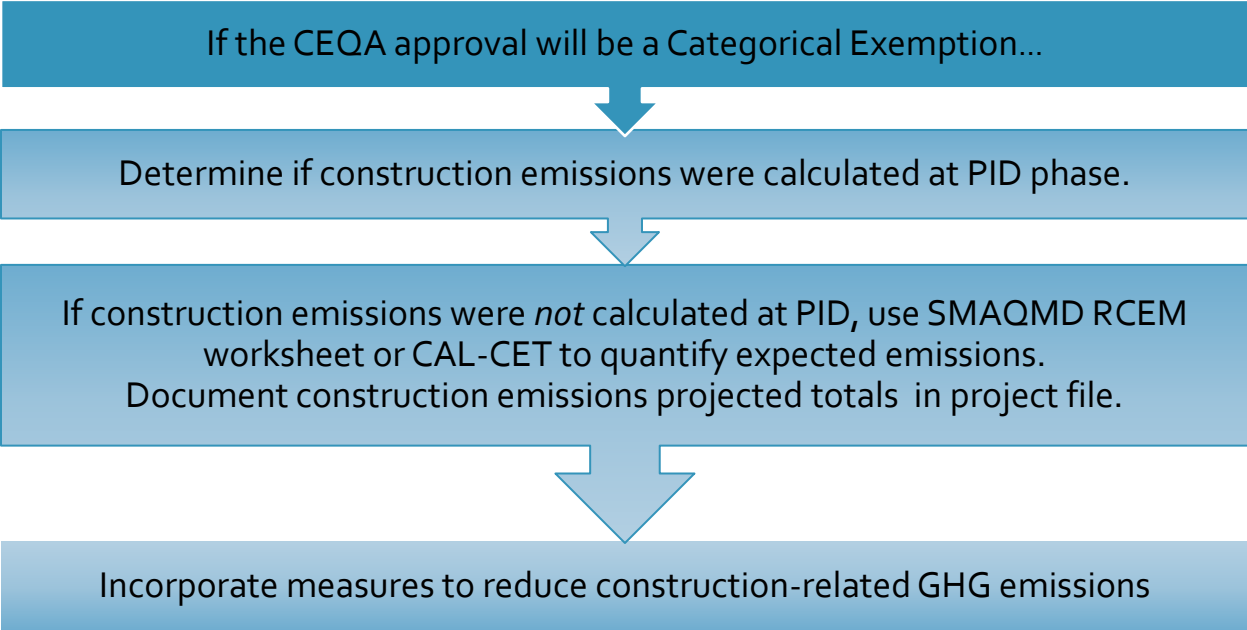 If the CEQA approval will be a Categorical Exemption...
Determine if construction emissions were calculated at PID phase.
If construction emissions were not calculated at PID, use SMAQMD RCEM
worksheet or CAL-CET to quantify expected emissions.
Document construction emissions projected totals  in project file.
Incorporate measures to reduce construction-related GHG emissions